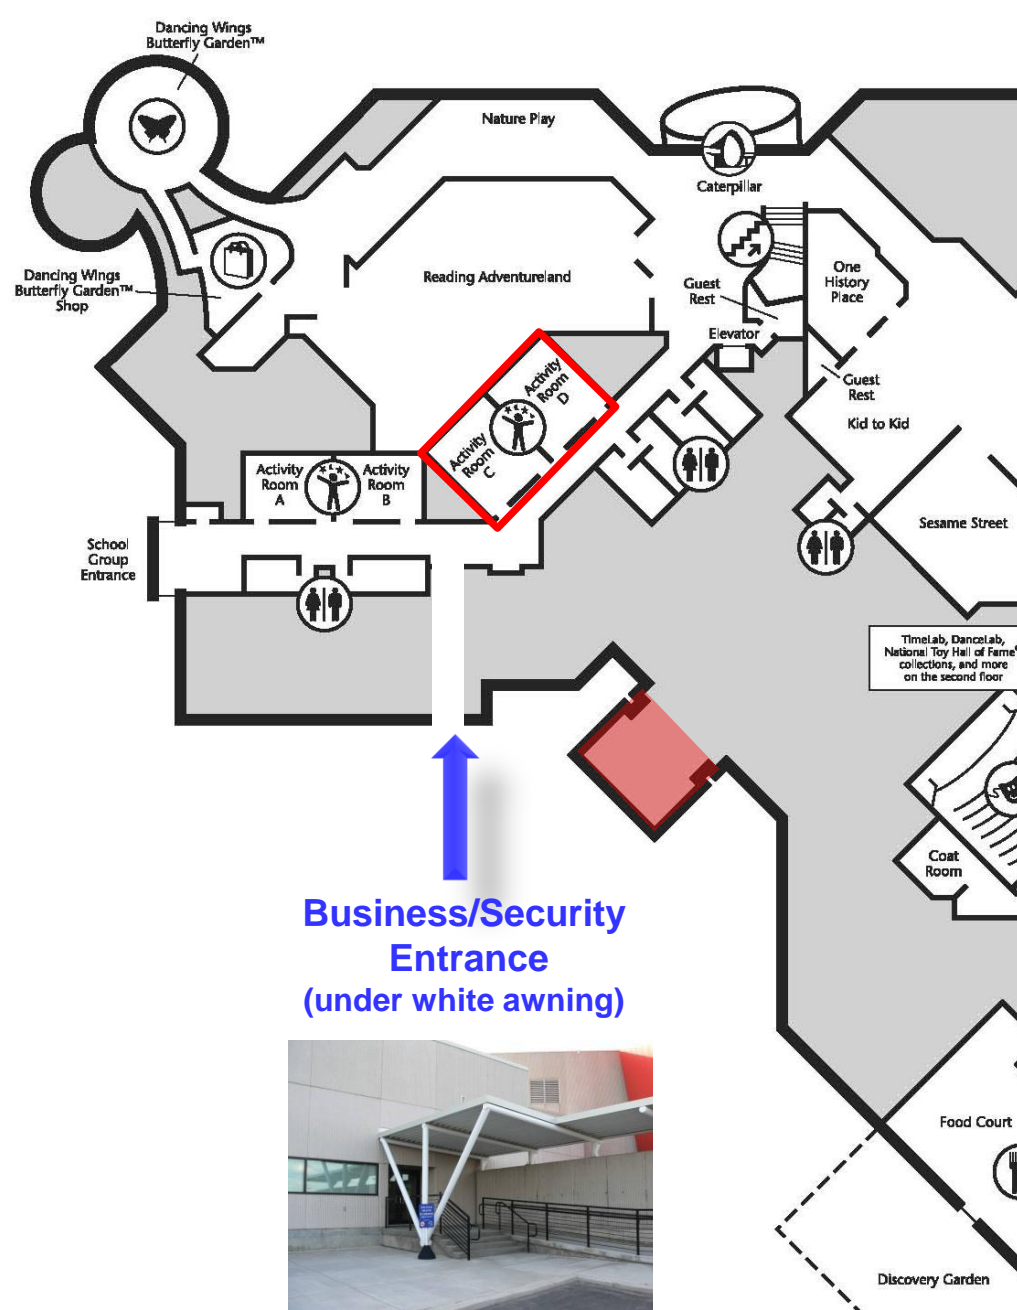 Dancing Wings
Butterfly Garden™
Nature Play
Caterpillar
Dancing Wings
Butterfly Garden™
Shop
Reading Adventureland
Guest
Rest
One
History
Place
Elevator
Guest
Rest
Kid to Kid
Activity
Room
D
Activity
Room
C
Activity
Room
A
Activity
Room
B
School
Group
Entrance
Sesame Street
TimeLab, DanceLab,
National Toy Hall of Fame®
collections, and more
on the second floor
Coat
Room
Business/Security
Entrance
(under white awning)
Food Court
Discovery Garden